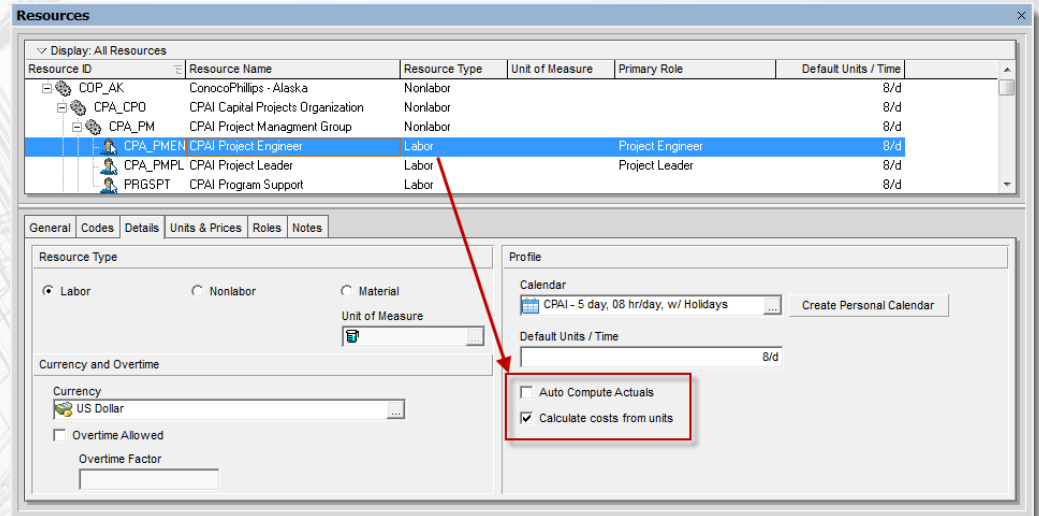 Resources
Display: All Resources
Resource ID Resource Name Resource Type Unit of Measure Primary Role Default Units / Time
COP_AK ConocoPhillips - Alaska Nonlabor 8/d
CPA_CPO CPAI Capital Projects Organization Nonlabor 8/d
CPA_PM CPAI Project Managment Group Nonlabor 8/d
CPA_PMEN CPAI Project Engineer Labor Project Engineer 8/d
CPA_PMPL CPAI Project Leader Labor Project Leader 8/d
PRGSPT CPAI Program Support Labor 8/d
General Codes Details Units & Prices Roles Notes
Resource Type
Labor Nonlabor Material
Unit of Measure
Currency and Overtime
Currency
US Dollar
...
Overtime Allowed
Overtime Factor
Profile
Calendar
CPAI - 5 day, 08 hr/day, w/ Holidays ... Create Personal Calendar
Default Units / Time
8/d
Auto Compute Actuals
Calculate costs from units